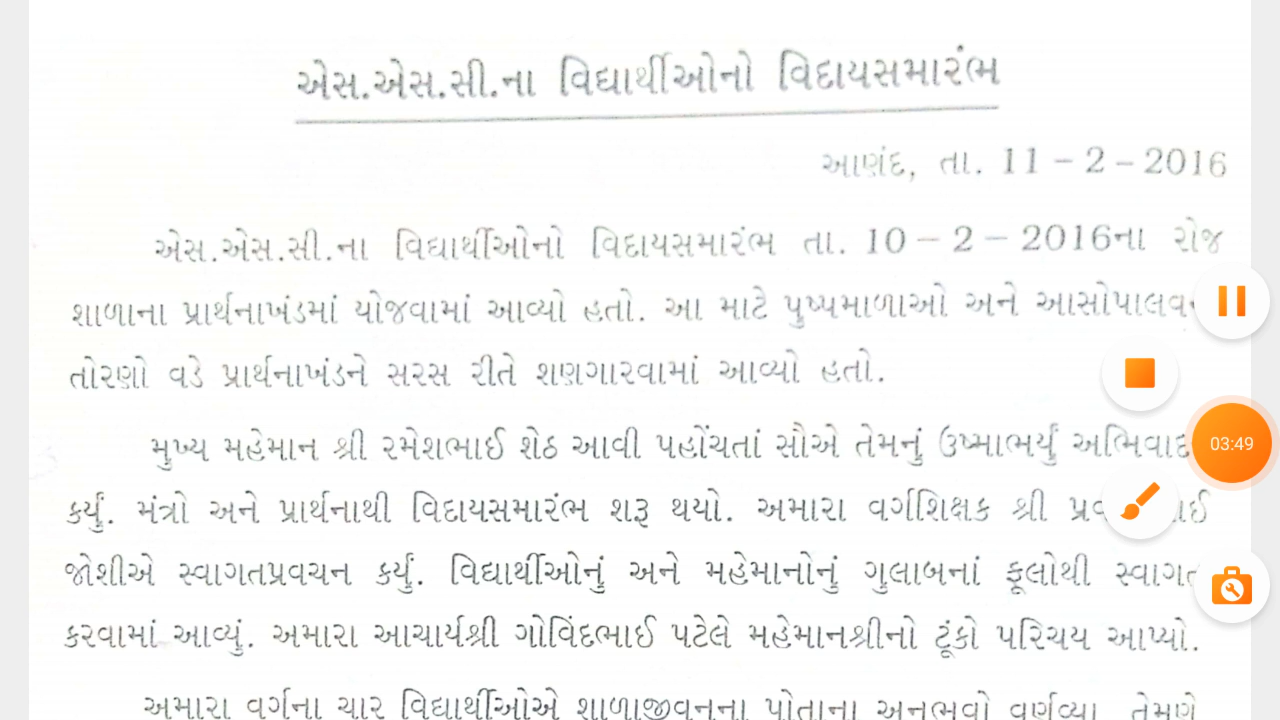 એસ.એસ.સી.ના વિદ્યાર્થીઓનો વિદાયસમારંભ
આણંદ, તા. 11 – 2 – 2016
એસ.એસ.સી.ના વિદ્યાર્થીઓનો વિદાયસમારંભ તા. 10 – 2 – 2016ના રોજ
શાળાના પ્રાર્થનાખંડમાં યોજવામાં આવ્યો હતો. આ માટે પુષ્પમાળાઓ અને
તોરણો વડે પ્રાર્થનાખંડને સરસ રીતે શણગારવામાં આવ્યો હતો.
મુખ્ય મહેમાન શ્રી રમેશભાઈ શેઠ આવી પહોંચતાં સૌએ તેમનું ઉષ્માભર્યું
03:49
કર્યું. મંત્રો અને પ્રાર્થનાથી વિદાયસમારંભ શરૂ થયો. અમારા વર્ગશિક્ષક શ્રી
જોશીએ સ્વાગતપ્રવચન કર્યું. વિદ્યાર્થીઓનું અને મહેમાનોનું ગુલાબનાં ફૂલોથી સ્વાગત
કરવામાં આવ્યું. અમારા આચાર્યશ્રી ગોવિંદભાઈ પટેલે મહેમાનશ્રીનો ટૂંકો પરિચય આપ્યો.
અમારા વર્ગના ચાર વિદ્યાર્થીઓએ શાળાજીવનના પોતાના અનુભવો વર્ણવ્યા. તેમણે